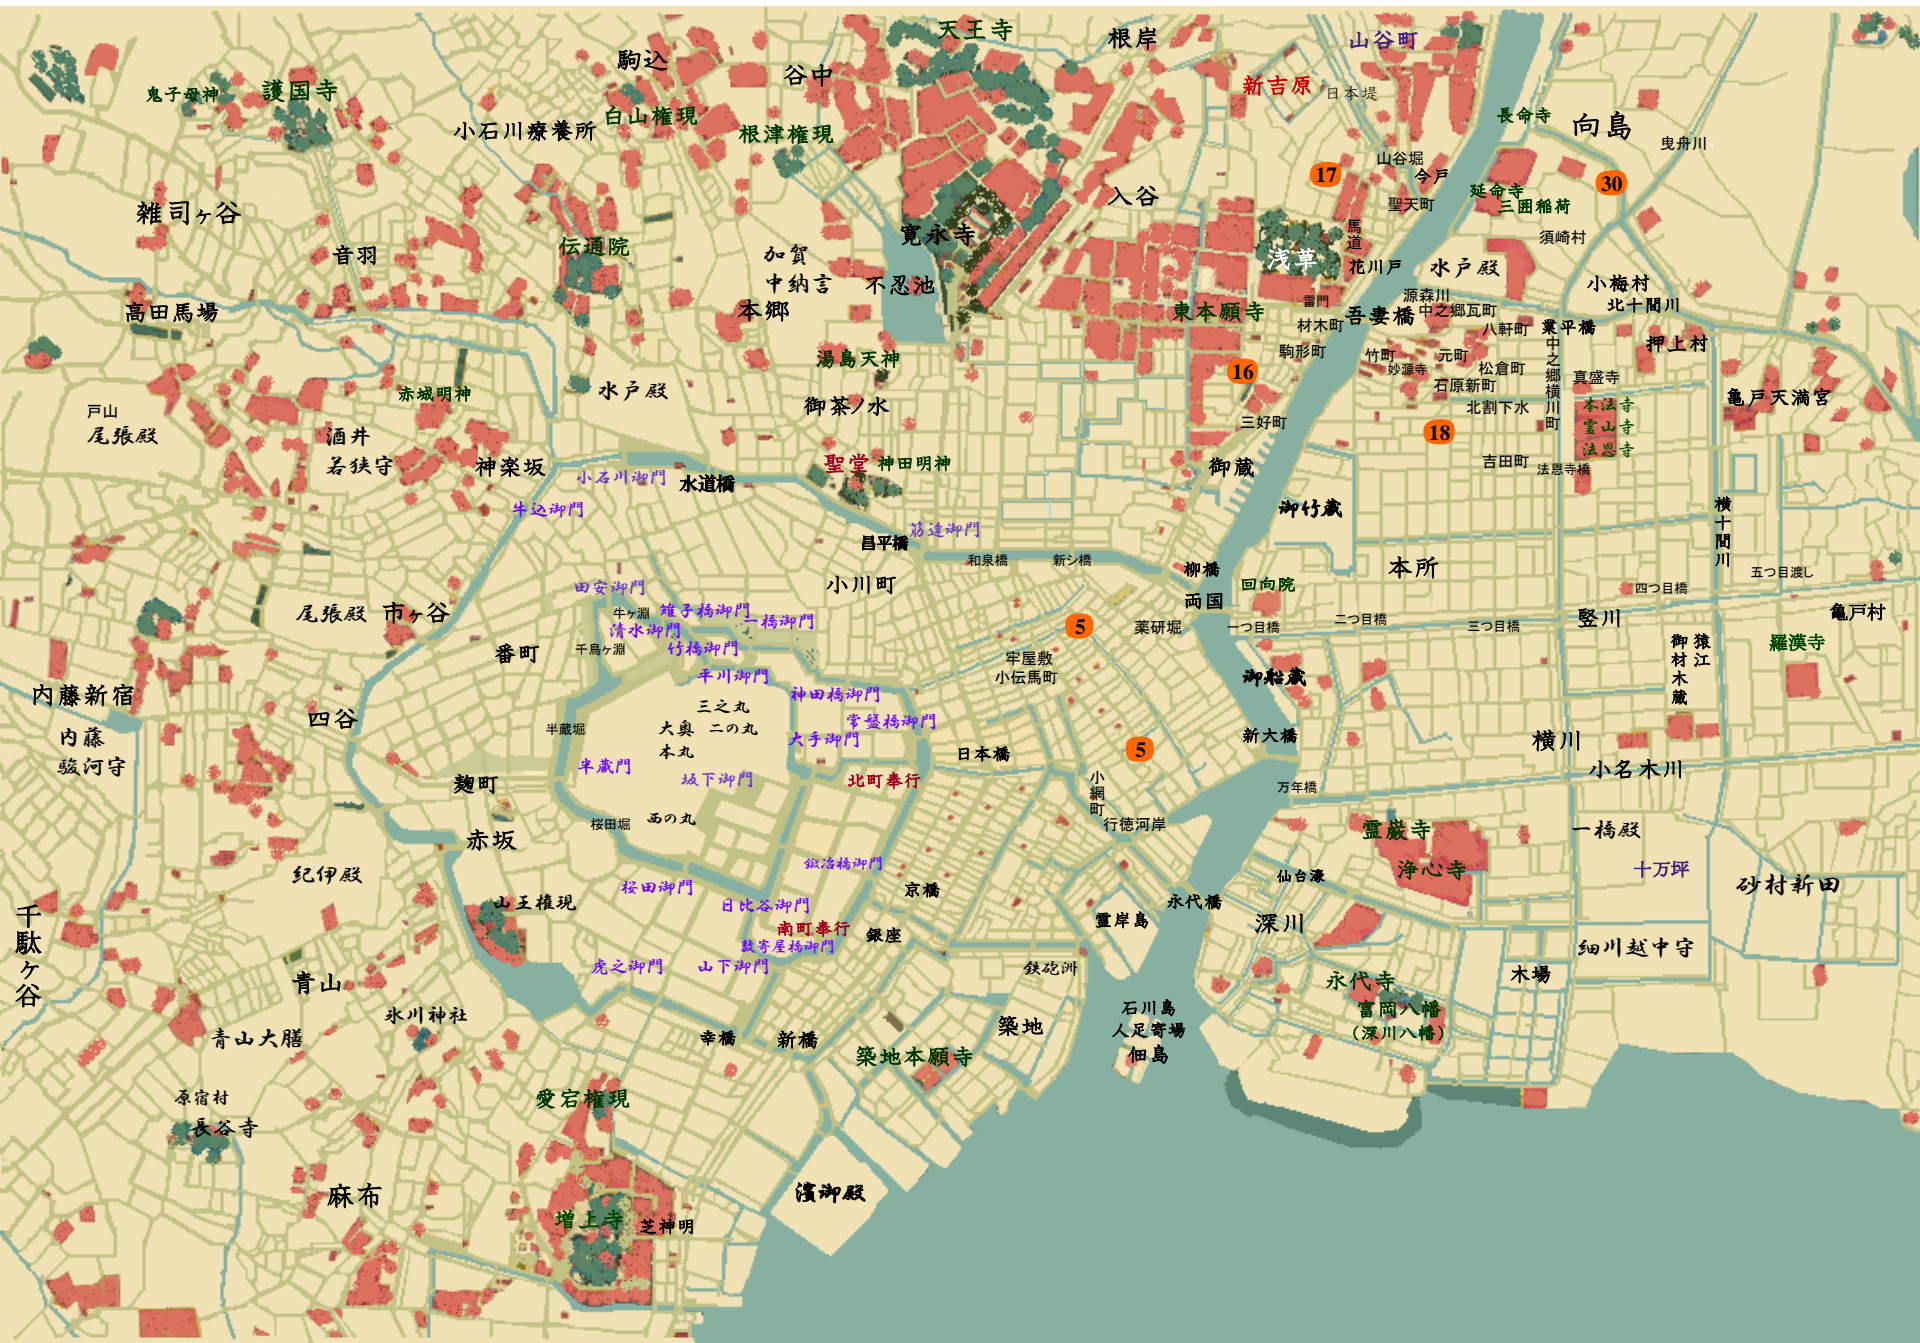 天王寺
根岸
山谷町
駒込
谷中
新吉原
日本堤
鬼子母神
護国寺
白山権現
小石川療養所
根津権現
長命寺
向島
曳舟川
山谷堀
17
今戸
30
延命寺
三囲稲荷
入谷
聖天町
雑司ヶ谷
馬道
寛永寺
須崎村
伝通院
音羽
加賀
中納言
浅草
花川戸
水戸殿
不忍池
小梅村
北十間川
源森川
中之郷瓦町
雷門
高田馬場
本郷
東本願寺
材木町
吾妻橋
八軒町
業平橋
押上村
駒形町
竹町
元町
中之郷横川町
湯島天神
妙源寺
松倉町
真盛寺
16
石原新町
赤城明神
水戸殿
御茶ノ水
北割下水
本法寺
亀戸天満宮
戸山
尾張殿
三好町
18
霊山寺
法恩寺
酒井
若狭守
神楽坂
聖堂
神田明神
御蔵
吉田町
法恩寺橋
小石川御門
水道橋
牛込御門
御竹蔵
横十間川
筋違御門
昌平橋
和泉橋
新シ橋
柳橋
本所
五つ目渡し
小川町
回向院
四つ目橋
田安御門
両国
尾張殿
市ヶ谷
牛ヶ淵
雉子橋御門
一橋御門
清水御門
5
薬研堀
一つ目橋
二つ目橋
三つ目橋
竪川
亀戸村
番町
千鳥ヶ淵
竹橋御門
牢屋敷
小伝馬町
猿江
御材木蔵
羅漢寺
平川御門
御船蔵
内藤新宿
神田橋御門
三之丸
四谷
半蔵堀
大奥
二の丸
常盤橋御門
大手御門
本丸
日本橋
5
新大橋
横川
内藤
駿河守
半蔵門
坂下御門
北町奉行
小名木川
麹町
小網町
万年橋
桜田堀
西の丸
行徳河岸
赤坂
霊巌寺
一橋殿
鍛冶橋御門
浄心寺
十万坪
紀伊殿
桜田御門
京橋
仙台濠
砂村新田
山王権現
日比谷御門
永代橋
千駄ヶ谷
南町奉行
銀座
霊岸島
深川
数寄屋橋御門
細川越中守
虎之御門
山下御門
鉄砲洲
木場
青山
永代寺
氷川神社
石川島
人足寄場
富岡八幡
(深川八幡)
築地
青山大膳
幸橋
新橋
佃島
築地本願寺
原宿村
愛宕権現
長谷寺
麻布
濱御殿
増上寺
芝神明